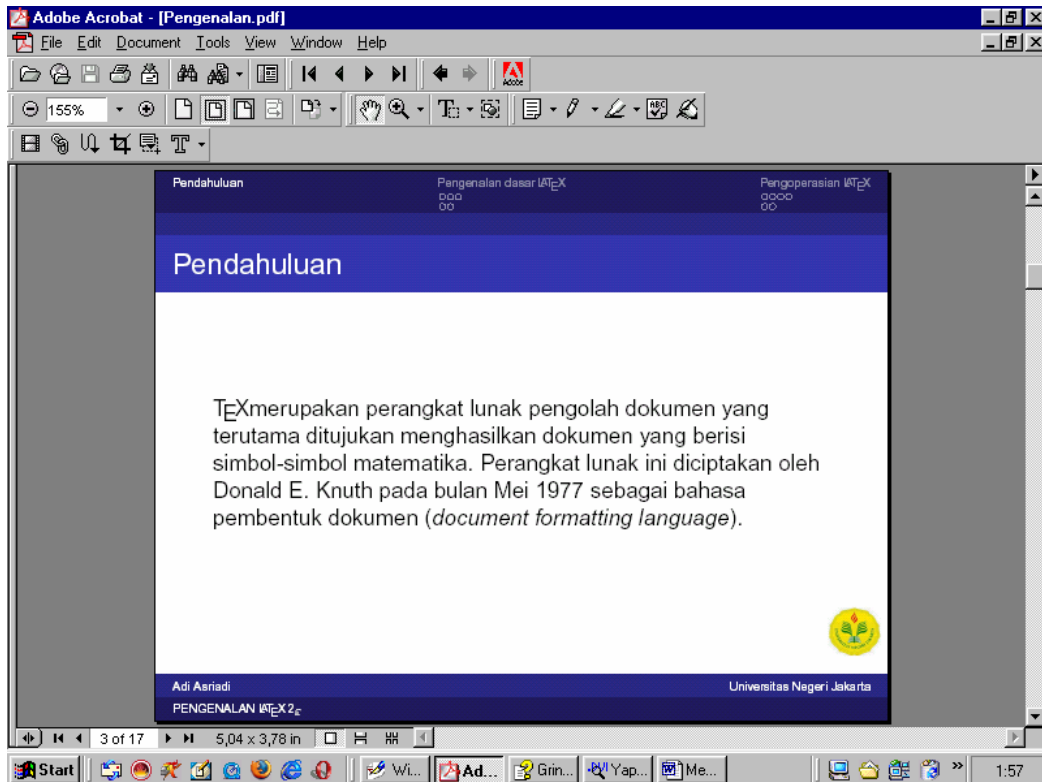 Adobe Acrobat - [Pengenalan.pdf]
File Edit Document Tools View Window Help
Adobe
155%
Pendahuluan Pengenalan dasar LATEX Pengoperasian LATEX
Pendahuluan
TEXmerupakan perangkat lunak pengolah dokumen yang
terutama ditujukan menghasilkan dokumen yang berisi
simbol-simbol matematika. Perangkat lunak ini diciptakan oleh
Donald E. Knuth pada bulan Mei 1977 sebagai bahasa
pembentuk dokumen (document formatting language).
Adi Asriadi Universitas Negeri Jakarta
PENGENALAN LATEX 2ε
3 of 17 5,04 x 3,78 in
Start Wi... Ad... Grin... Yap... Me... » 1:57